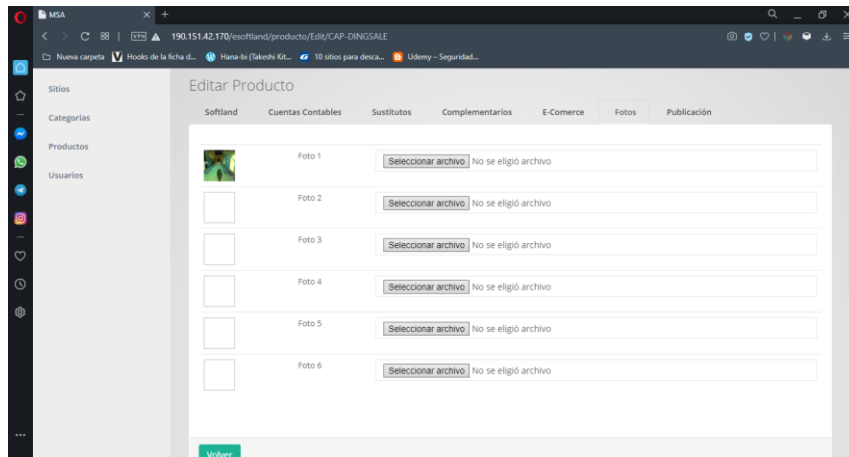 MSA
VPN 190.151.42.170/esoftland/producto/Edit/CAP-DINGSALE
Nueva carpeta Hooks de la ficha d... Hana-bi (Takeshi Kit... 10 sitios para desca... Udemy – Seguridad...
Sitios
Categorias
Productos
Usuarios
Editar Producto
Softland Cuentas Contables Sustitutos Complementarios E-Comerce Fotos Publicación
Foto 1 Seleccionar archivo No se eligió archivo
Foto 2 Seleccionar archivo No se eligió archivo
Foto 3 Seleccionar archivo No se eligió archivo
Foto 4 Seleccionar archivo No se eligió archivo
Foto 5 Seleccionar archivo No se eligió archivo
Foto 6 Seleccionar archivo No se eligió archivo
Volver